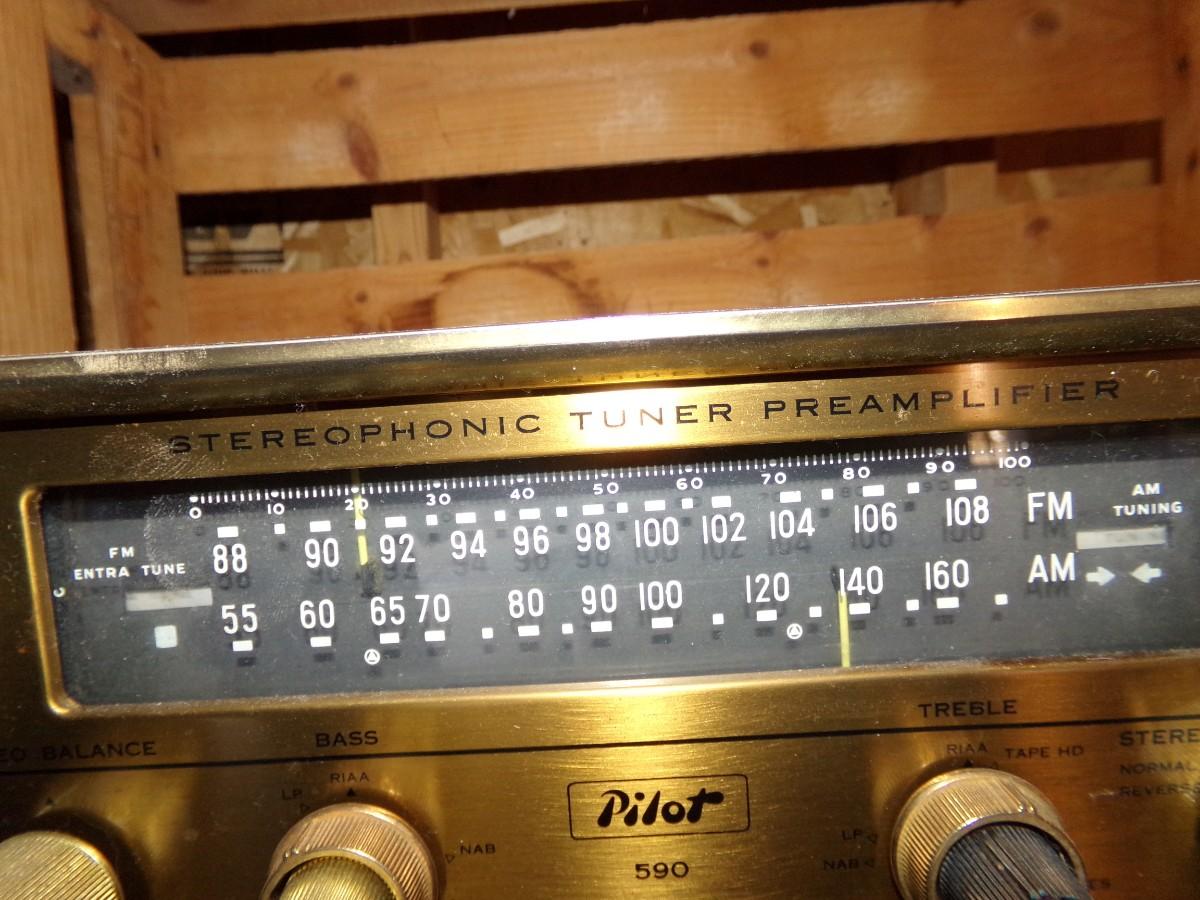 STEREOPHONIC TUNER PREAMPLIFIER
0 10 20 30 40 50 60 70 80 90 100
88 90 92 94 96 98 100 102 104 106 108 FM
AM TUNING
FM ENTRA TUNE
55 60 65 70 80 90 100 120 140 160 AM
EO BALANCE
BASS
TREBLE
LP RIAA NAB
Pilot
590
RIAA TAPE HD
LP
NAB
STERE
NORMAL
REVERSE